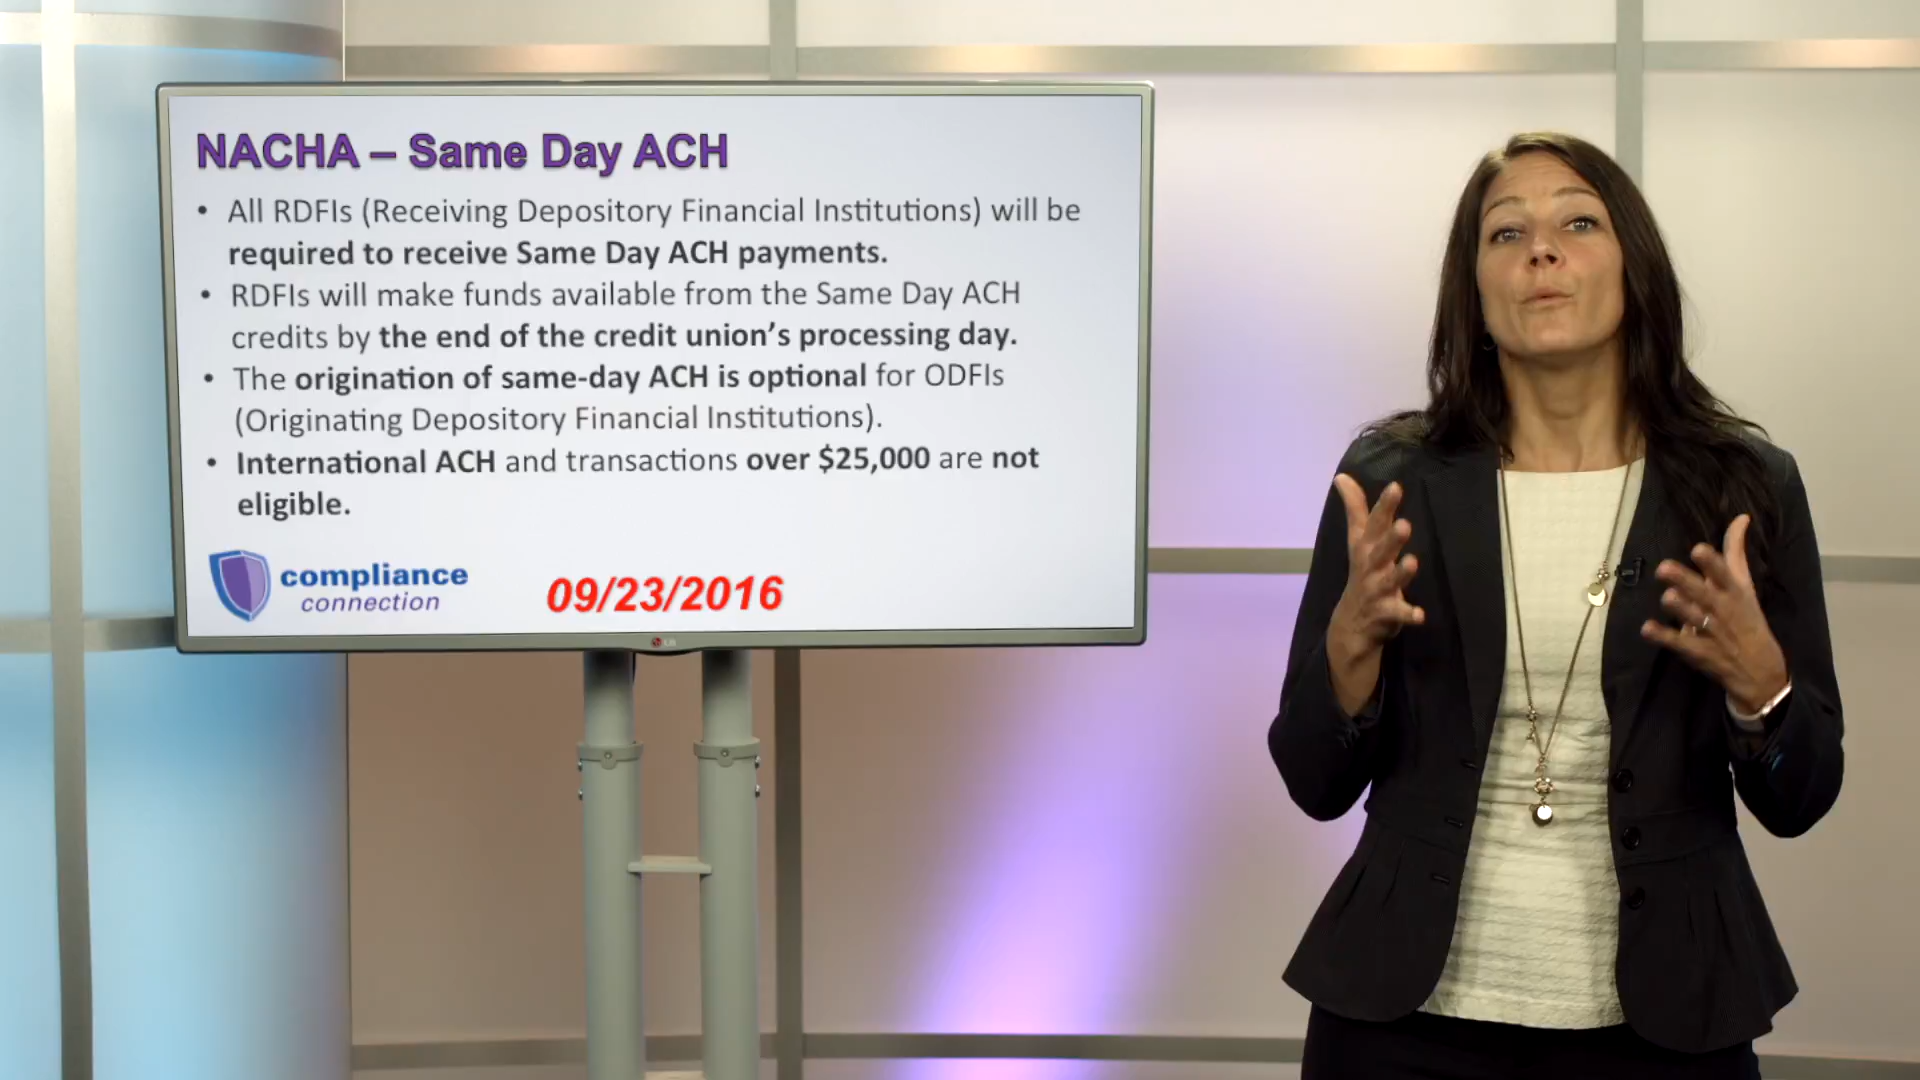 NACHA – Same Day ACH
• All RDFIs (Receiving Depository Financial Institutions) will be
required to receive Same Day ACH payments.
• RDFIs will make funds available from the Same Day ACH
credits by the end of the credit union’s processing day.
• The origination of same-day ACH is optional for ODFIs
(Originating Depository Financial Institutions).
• International ACH and transactions over $25,000 are not
eligible.
compliance
connection
09/23/2016
LG